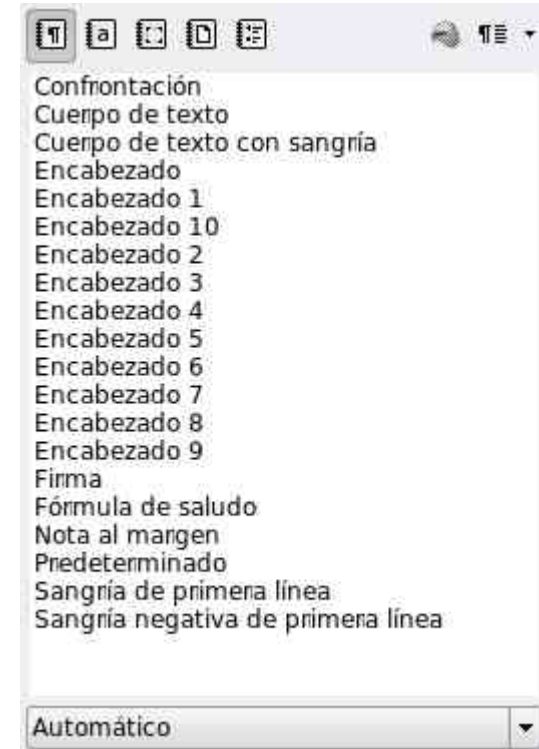 Confrontación
Cuerpo de texto
Cuerpo de texto con sangría
Encabezado
Encabezado 1
Encabezado 10
Encabezado 2
Encabezado 3
Encabezado 4
Encabezado 5
Encabezado 6
Encabezado 7
Encabezado 8
Encabezado 9
Firma
Fórmula de saludo
Nota al margen
Predeterminado
Sangría de primera línea
Sangría negativa de primera línea
Automático